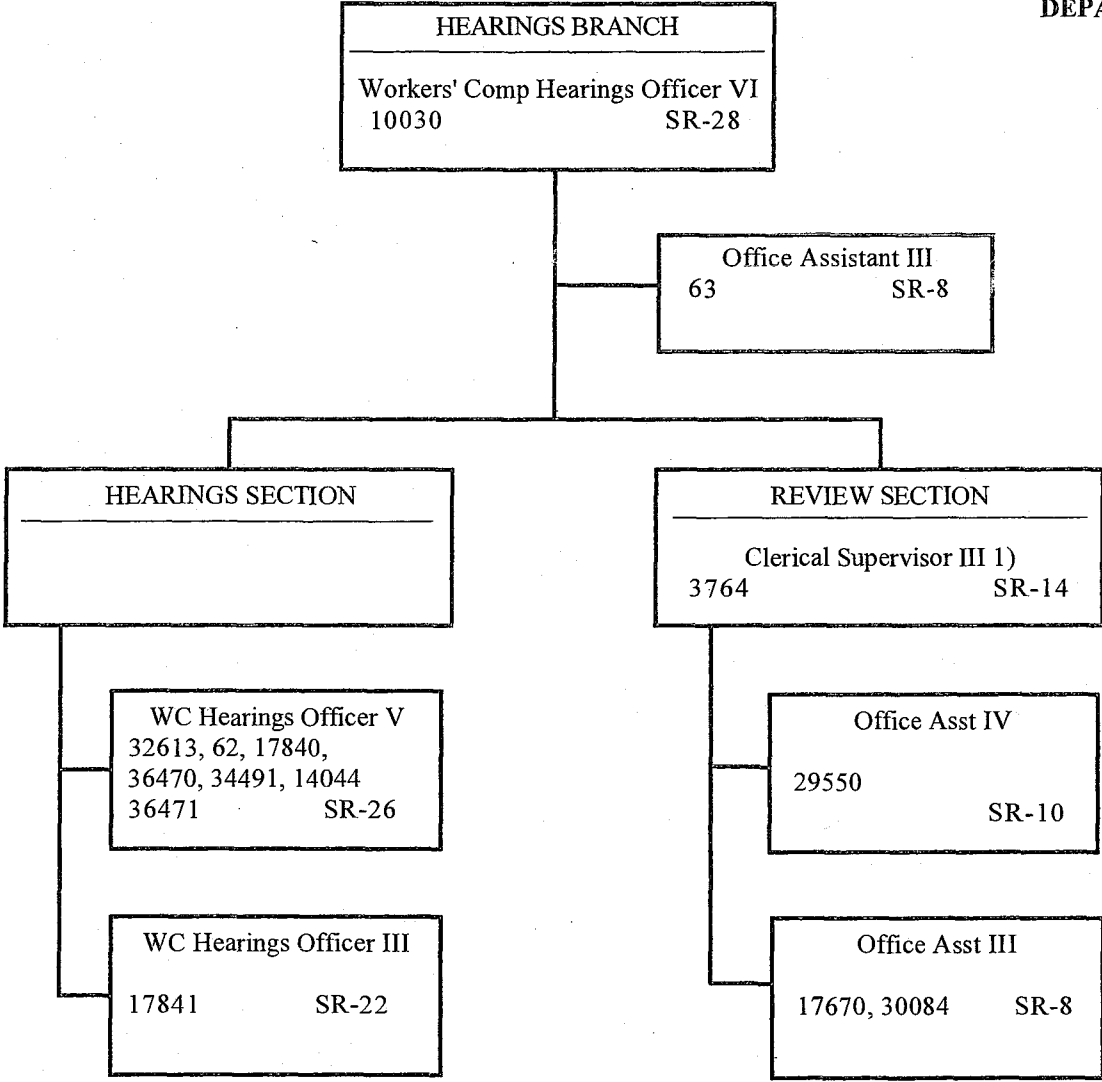 DEPA
HEARINGS BRANCH
Workers' Comp Hearings Officer VI
10030 SR-28
Office Assistant III
63 SR-8
HEARINGS SECTION
REVIEW SECTION
Clerical Supervisor III 1)
3764 SR-14
WC Hearings Officer V
32613, 62, 17840,
36470, 34491, 14044
36471 SR-26
Office Asst IV
29550
SR-10
WC Hearings Officer III
17841 SR-22
Office Asst III
17670, 30084 SR-8